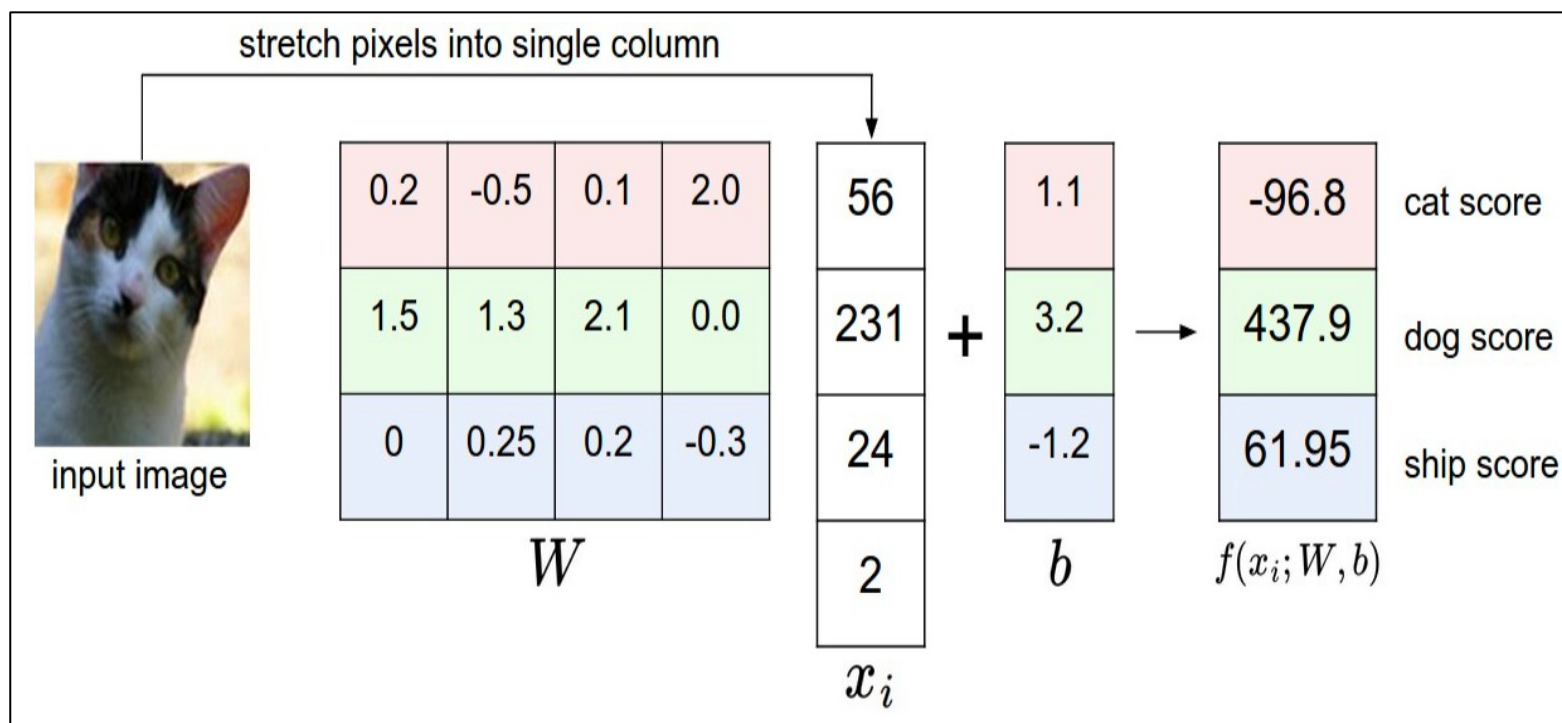 stretch pixels into single column
0.2 -0.5 0.1 2.0
1.5 1.3 2.1 0.0
0 0.25 0.2 -0.3
W
56
231
24
2
x_i
+
1.1
3.2
-1.2
b
-96.8 cat score
437.9 dog score
61.95 ship score
f(x_i; W, b)
input image